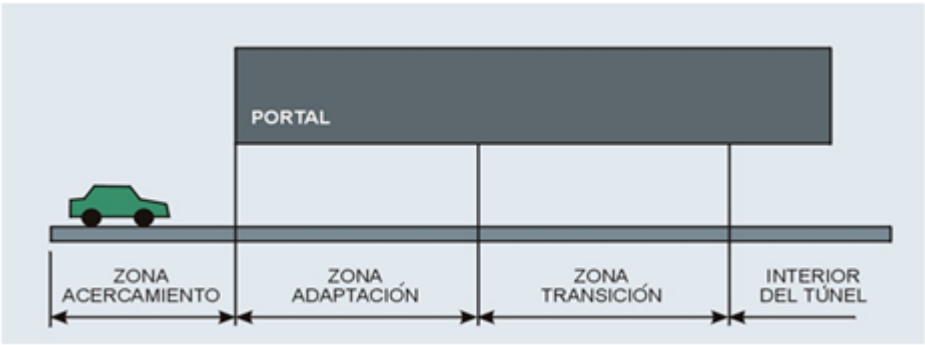 PORTAL
ZONA
ACERCAMIENTO
ZONA
ADAPTACIÓN
ZONA
TRANSICIÓN
INTERIOR
DEL TÚNEL